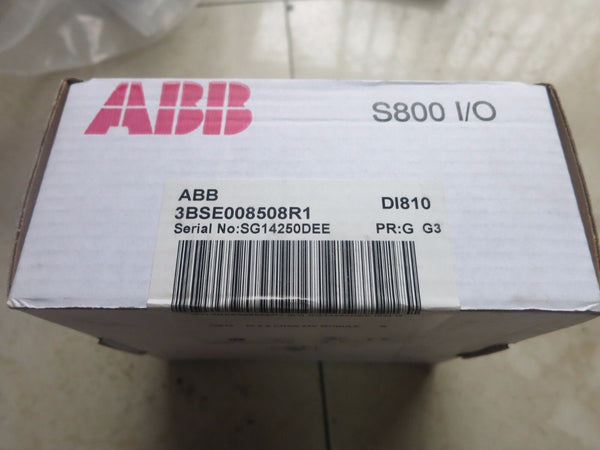 ABB
S800 I/O
ABB
3BSE008508R1
DI810
Serial No:SG14250DEE
PR:G G3